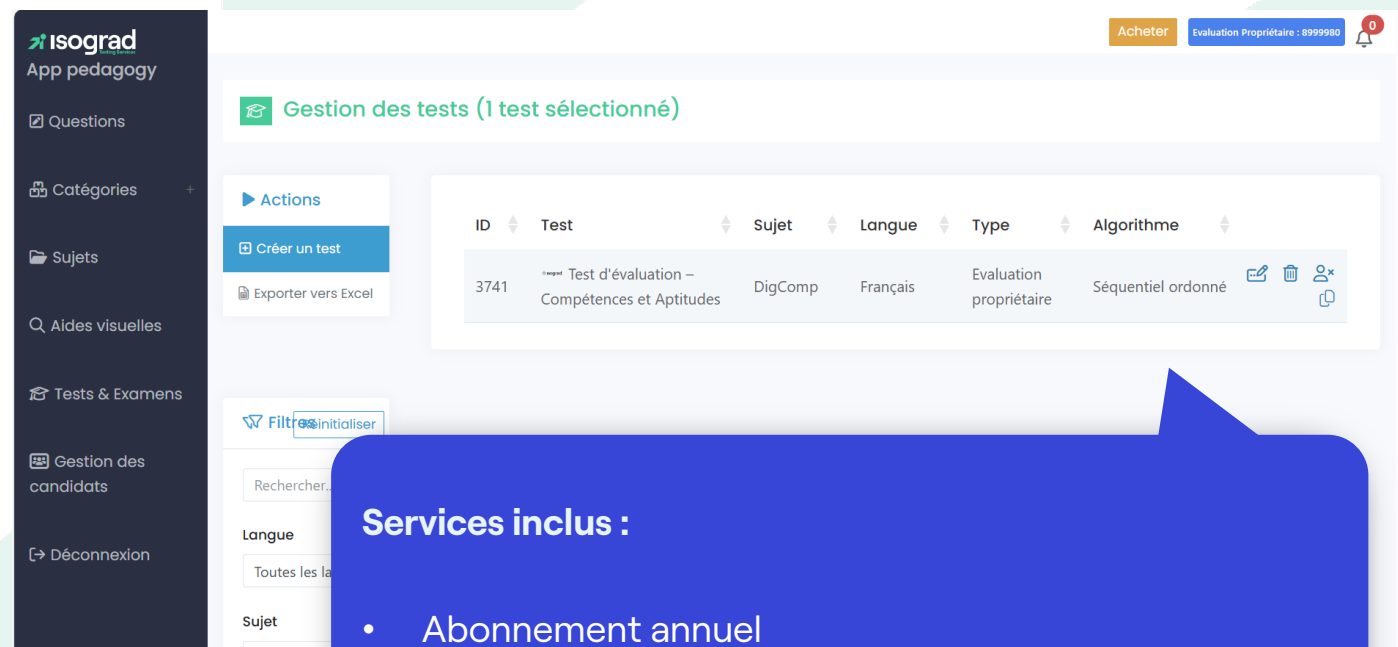 Isograd
Testing Services
App pedagogy
Questions
Catégories +
Sujets
Aides visuelles
Tests & Examens
Gestion des
candidats
Déconnexion
Acheter
Evaluation Propriétaire : 8999980
0
Gestion des tests (1 test sélectionné)
Actions
Créer un test
Exporter vers Excel
ID Test Sujet Langue Type Algorithme
3741 isograd Test d'évaluation –
Compétences et Aptitudes
DigComp
Français
Evaluation
propriétaire
Séquentiel ordonné
Filtres
Réinitialiser
Rechercher..
Langue
Toutes les la
Sujet
Services inclus :
• Abonnement annuel